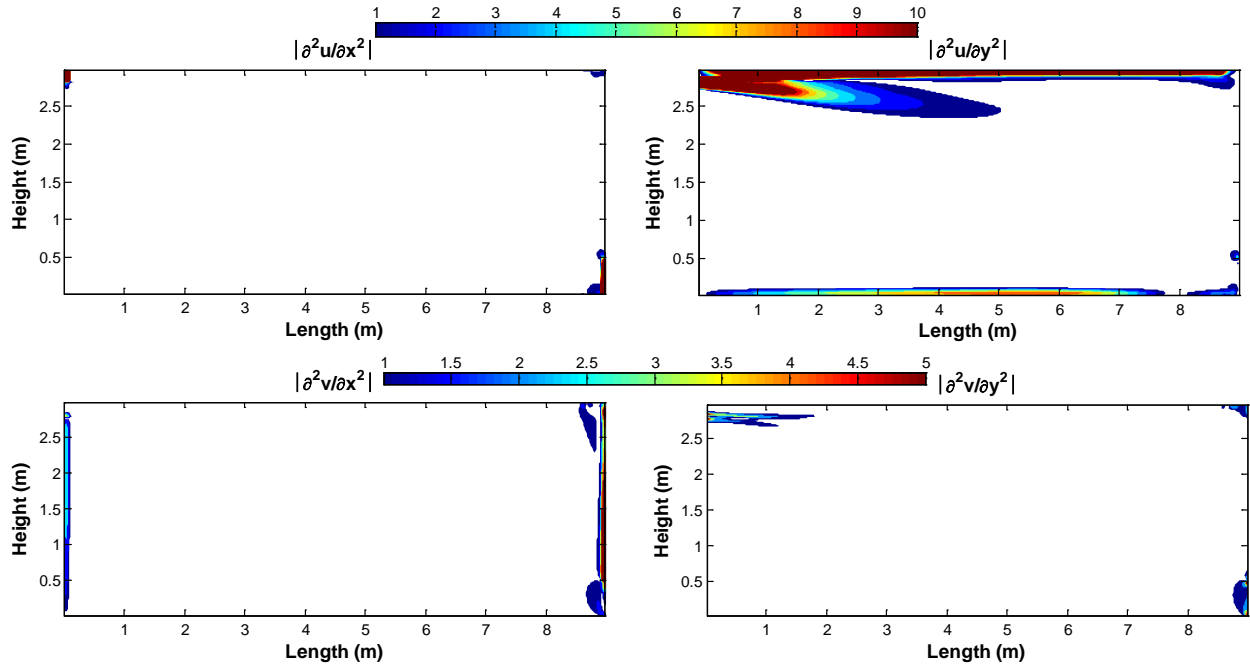 1 2 3 4 5 6 7 8 9 10
|∂²u/∂x²| |∂²u/∂y²|
2.5
2
1.5
1
0.5
Height (m)
1 2 3 4 5 6 7 8
Length (m)
2.5
2
1.5
1
0.5
Height (m)
1 2 3 4 5 6 7 8
Length (m)
1 1.5 2 2.5 3 3.5 4 4.5 5
|∂²v/∂x²| |∂²v/∂y²|
2.5
2
1.5
1
0.5
Height (m)
1 2 3 4 5 6 7 8
Length (m)
2.5
2
1.5
1
0.5
Height (m)
1 2 3 4 5 6 7 8
Length (m)